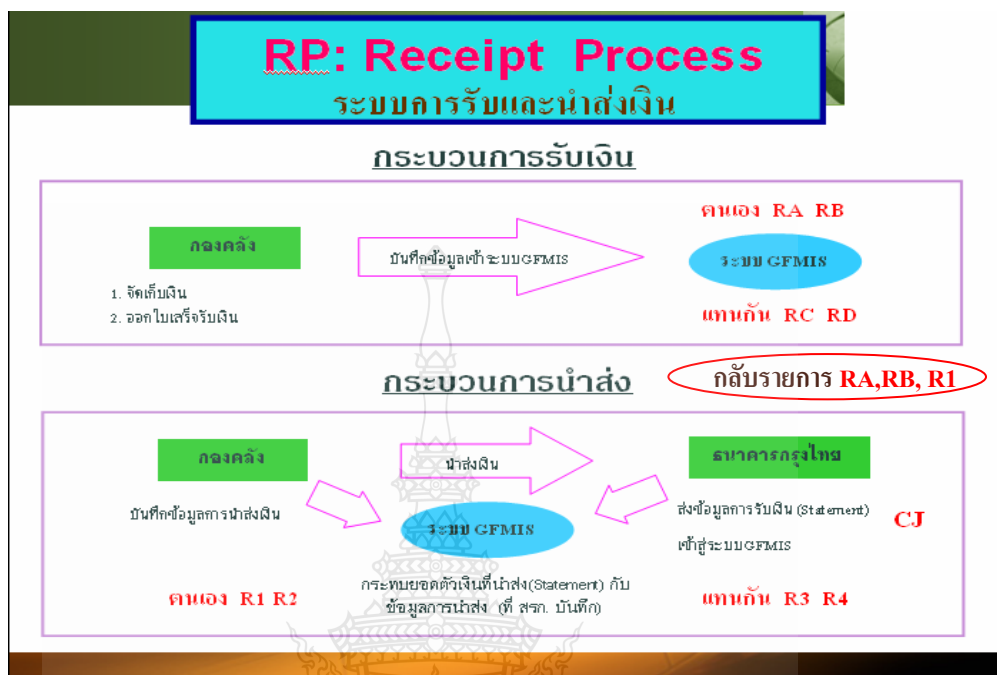 RP: Receipt Process
ระบบการรับและนำส่งเงิน
กระบวนการรับเงิน
ตนเอง RA RB
กองคลัง
บันทึกข้อมูลเข้าระบบGFMIS
ระบบ GFMIS
1. จัดเก็บเงิน
2. ออกใบเสร็จรับเงิน
แทนกัน RC RD
กระบวนการนำส่ง
กลับรายการ RA,RB, R1
กองคลัง
นำส่งเงิน
ธนาคารกรุงไทย
บันทึกข้อมูลการนำส่งเงิน
ระบบ GFMIS
ส่งข้อมูลการรับเงิน (Statement)
เข้าสู่ระบบGFMIS
CJ
ตนเอง R1 R2
กระทบยอดตัวเงินที่นำส่ง(Statement) กับ
ข้อมูลการนำส่ง (ที่ สรก. บันทึก)
แทนกัน R3 R4